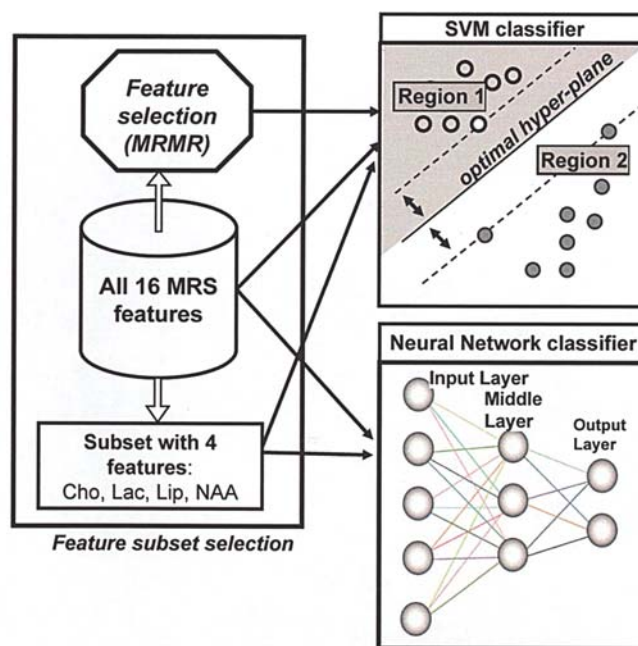 Feature
selection
(MRMR)
All 16 MRS
features
Subset with 4
features:
Cho, Lac, Lip, NAA
Feature subset selection
SVM classifier
Region 1
optimal hyper-plane
Region 2
Neural Network classifier
Input Layer
Middle
Layer
Output
Layer